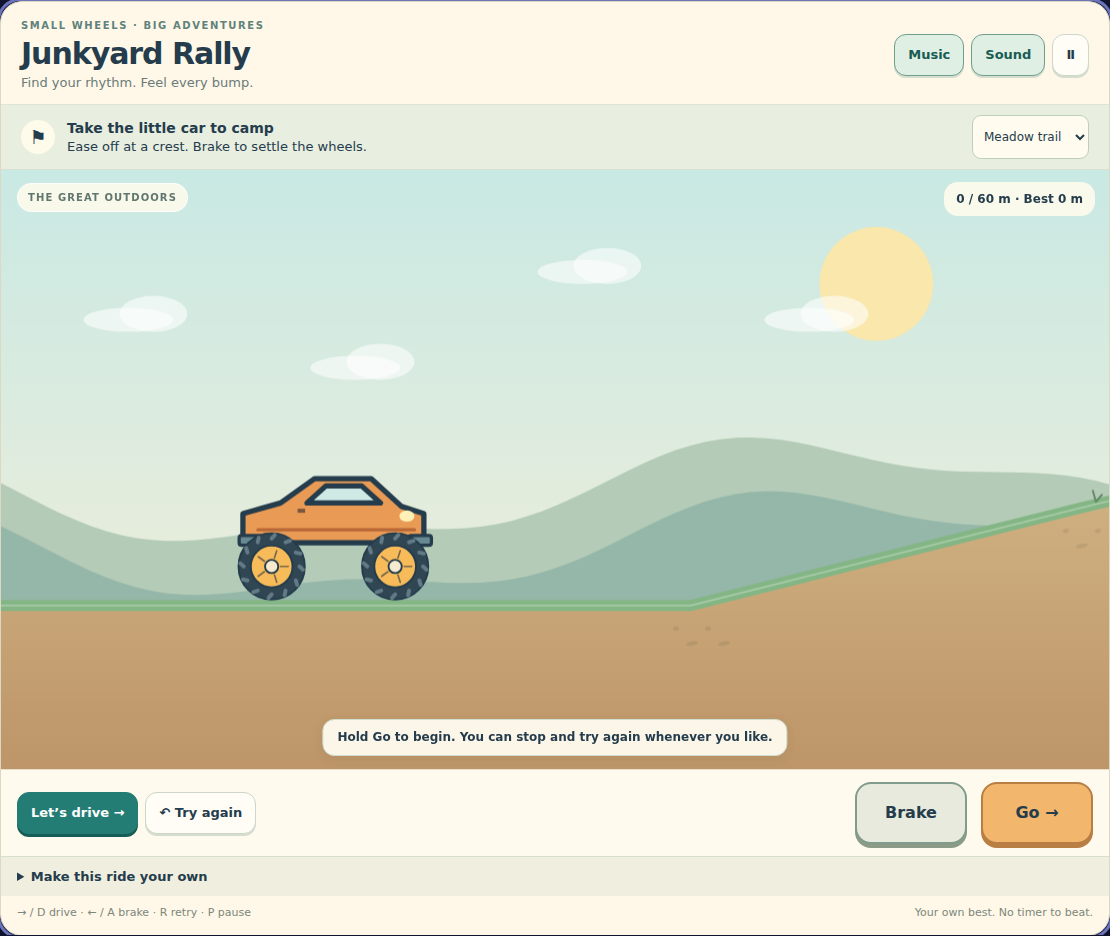 SMALL WHEELS · BIG ADVENTURES
Junkyard Rally
Find your rhythm. Feel every bump.
Music
Sound
⏸
Take the little car to camp
Ease off at a crest. Brake to settle the wheels.
Meadow trail
THE GREAT OUTDOORS
0 / 60 m · Best 0 m
Hold Go to begin. You can stop and try again whenever you like.
Let’s drive →
↶ Try again
Brake
Go →
▶ Make this ride your own
→ / D drive · ← / A brake · R retry · P pause
Your own best. No timer to beat.